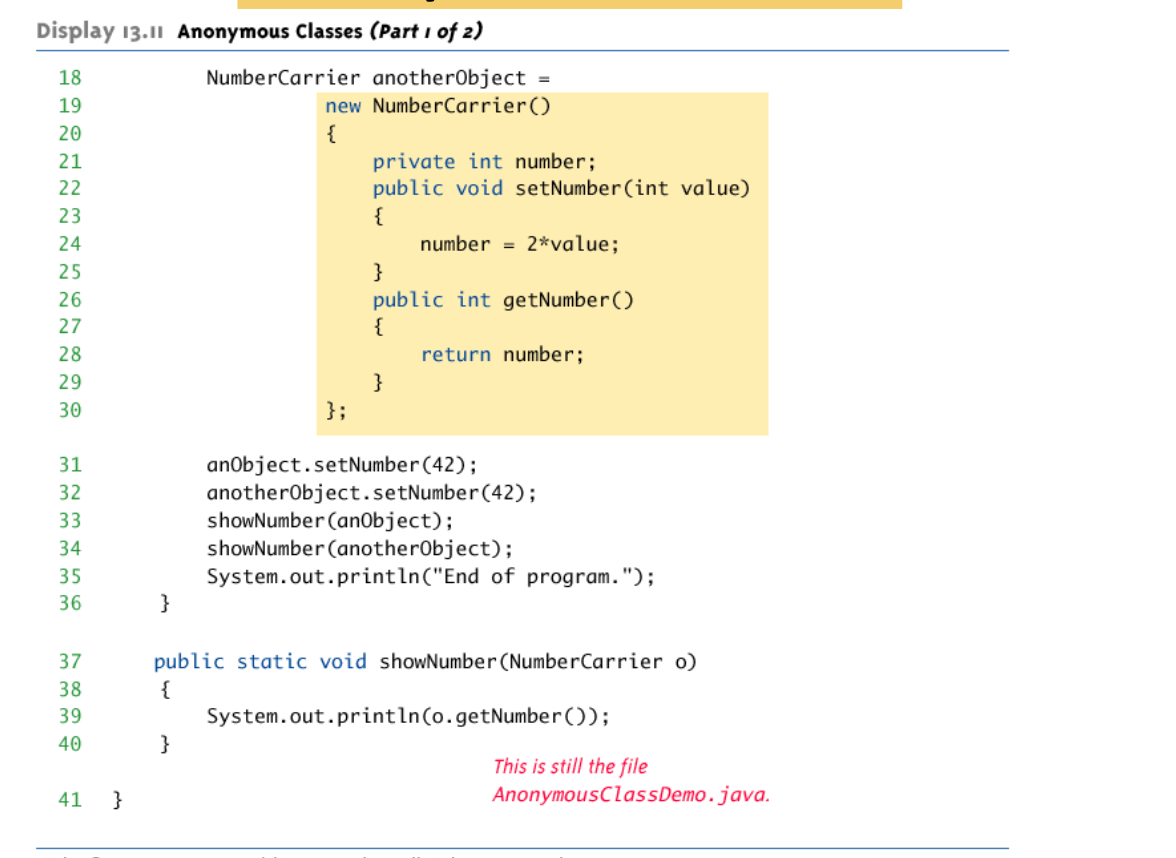 Display 13.11 Anonymous Classes (Part 1 of 2)
18 NumberCarrier anotherObject =
19 new NumberCarrier()
20 {
21 private int number;
22 public void setNumber(int value)
23 {
24 number = 2*value;
25 }
26 public int getNumber()
27 {
28 return number;
29 }
30 };
31 anObject.setNumber(42);
32 anotherObject.setNumber(42);
33 showNumber(anObject);
34 showNumber(anotherObject);
35 System.out.println("End of program.");
36 }
37 public static void showNumber(NumberCarrier o)
38 {
39 System.out.println(o.getNumber());
40 }
This is still the file
AnonymousClassDemo.java.
41 }